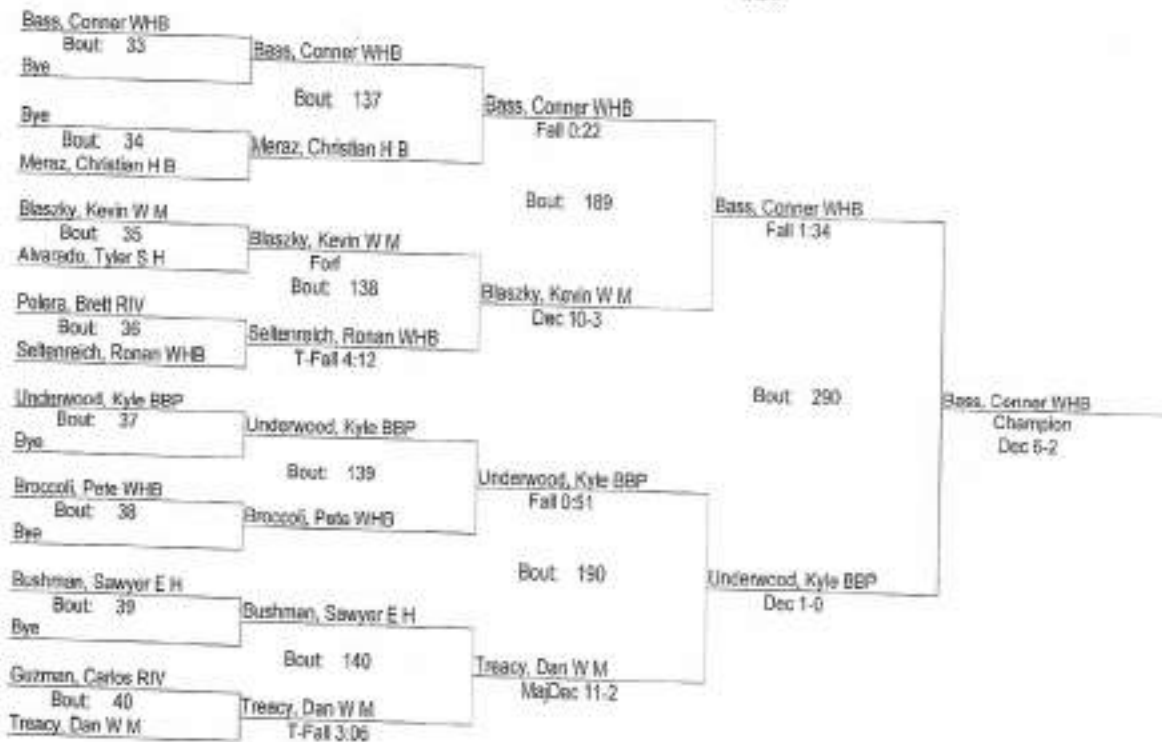 Bass, Conner WHB
Bout: 33
Bye
Bye
Bout: 34
Meraz, Christian H B
Blaszky, Kevin W M
Bout: 35
Alvarado, Tyler S H
Polera, Brett RIV
Bout: 36
Seltenreich, Ronan WHB
Underwood, Kyle BBP
Bout: 37
Bye
Broccoli, Pete WHB
Bout: 38
Bye
Bushman, Sawyer E H
Bout: 39
Bye
Guzman, Carlos RIV
Bout: 40
Treacy, Dan W M
Bass, Conner WHB
Bout: 137
Meraz, Christian H B
Blaszky, Kevin W M
Forf
Bout: 138
Seltenreich, Ronan WHB
T-Fall 4:12
Underwood, Kyle BBP
Bout: 139
Broccoli, Pete WHB
Bushman, Sawyer E H
Bout: 140
Treacy, Dan W M
T-Fall 3:06
Bass, Conner WHB
Fall 0:22
Bout: 189
Blaszky, Kevin W M
Dec 10-3
Underwood, Kyle BBP
Fall 0:51
Bout: 190
Treacy, Dan W M
MajDec 11-2
Bass, Conner WHB
Fall 1:34
Bout: 290
Underwood, Kyle BBP
Dec 1-0
Bass, Conner WHB
Champion
Dec 6-2